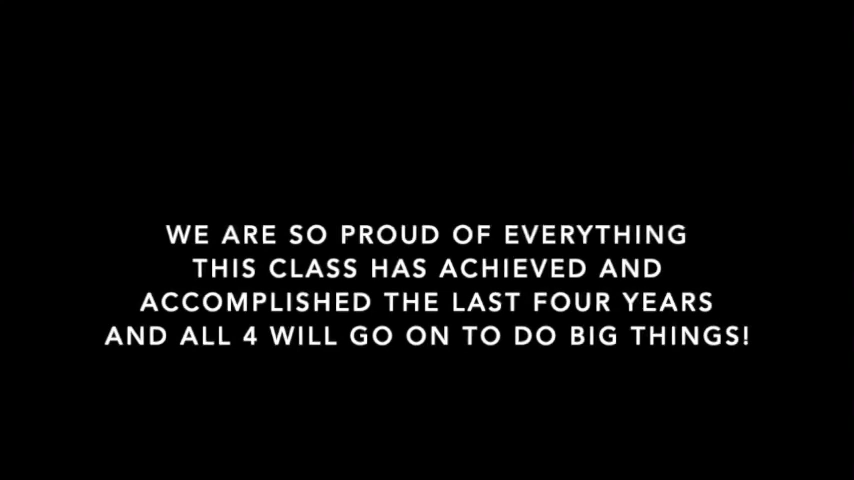 WE ARE SO PROUD OF EVERYTHING
THIS CLASS HAS ACHIEVED AND
ACCOMPLISHED THE LAST FOUR YEARS
AND ALL 4 WILL GO ON TO DO BIG THINGS!